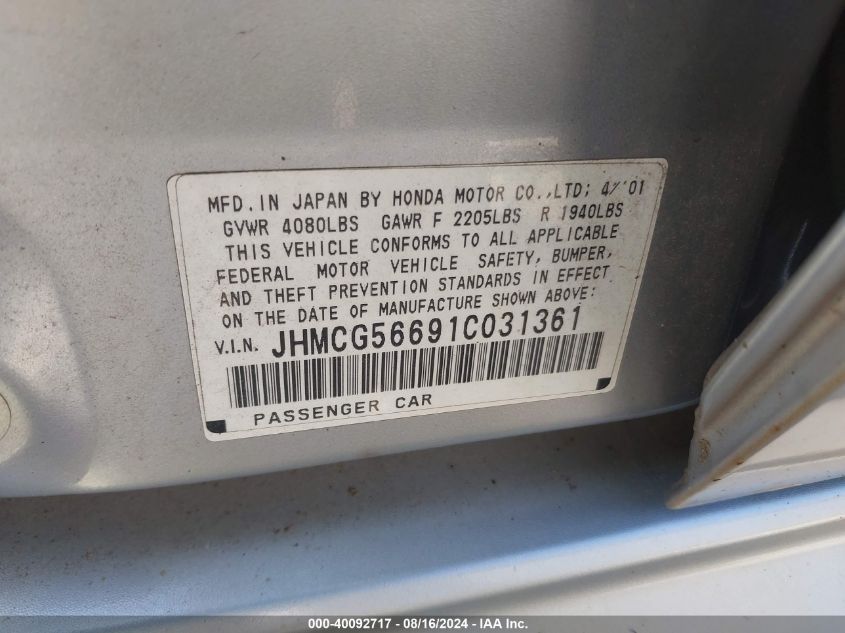 MFD. IN JAPAN BY HONDA MOTOR CO.,LTD; 4/'01
GVWR 4080LBS GAWR F 2205LBS R 1940LBS
THIS VEHICLE CONFORMS TO ALL APPLICABLE
FEDERAL MOTOR VEHICLE SAFETY, BUMPER,
AND THEFT PREVENTION STANDARDS IN EFFECT
ON THE DATE OF MANUFACTURE SHOWN ABOVE:
V.I.N. JHMCG56691C031361
PASSENGER CAR
000-40092717 - 08/16/2024 - IAA Inc.